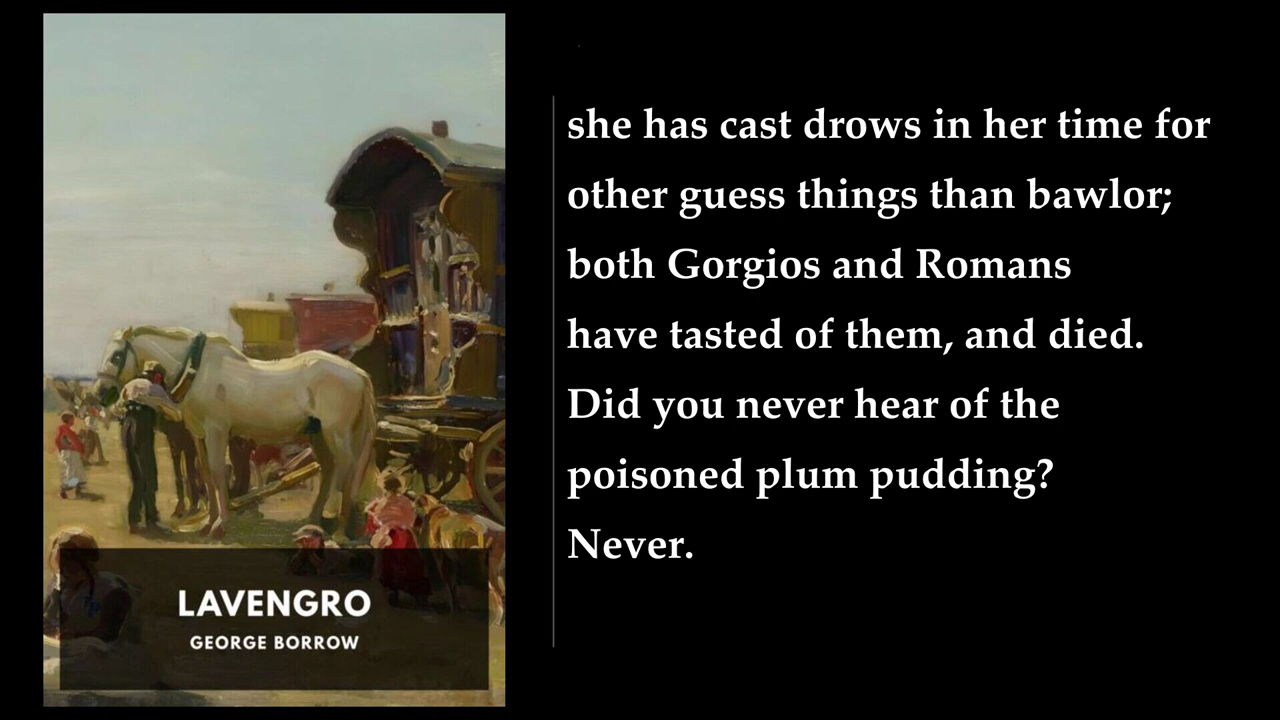 she has cast drows in her time for
other guess things than bawlor;
both Gorgios and Romans
have tasted of them, and died.
Did you never hear of the
poisoned plum pudding?
Never.
LAVENGRO
GEORGE BORROW